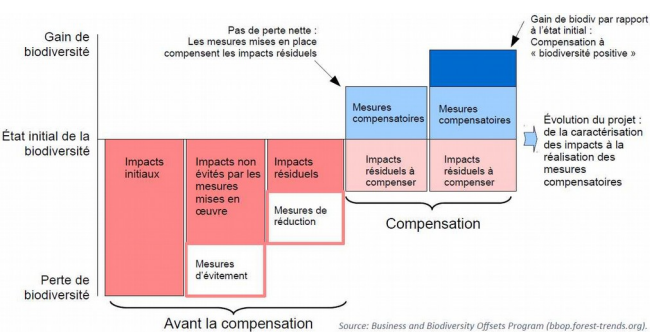 Pas de perte nette :
Les mesures mises en place
compensent les impacts résiduels
Gain de biodiv par rapport
à l'état initial :
Compensation à
« biodiversité positive »
Gain de
biodiversité
État initial de la
biodiversité
Perte de
biodiversité
Impacts
initiaux
Impacts non
évités par les
mesures
mises en
œuvre
Mesures
d'évitement
Impacts
résiduels
Mesures de
réduction
Mesures
compensatoires
Impacts
résiduels à
compenser
Mesures
compensatoires
Impacts
résiduels à
compenser
Évolution du projet :
de la caractérisation
des impacts à la
réalisation des
mesures
compensatoires
Avant la compensation
Compensation
Source: Business and Biodiversity Offsets Program (bbop.forest-trends.org).